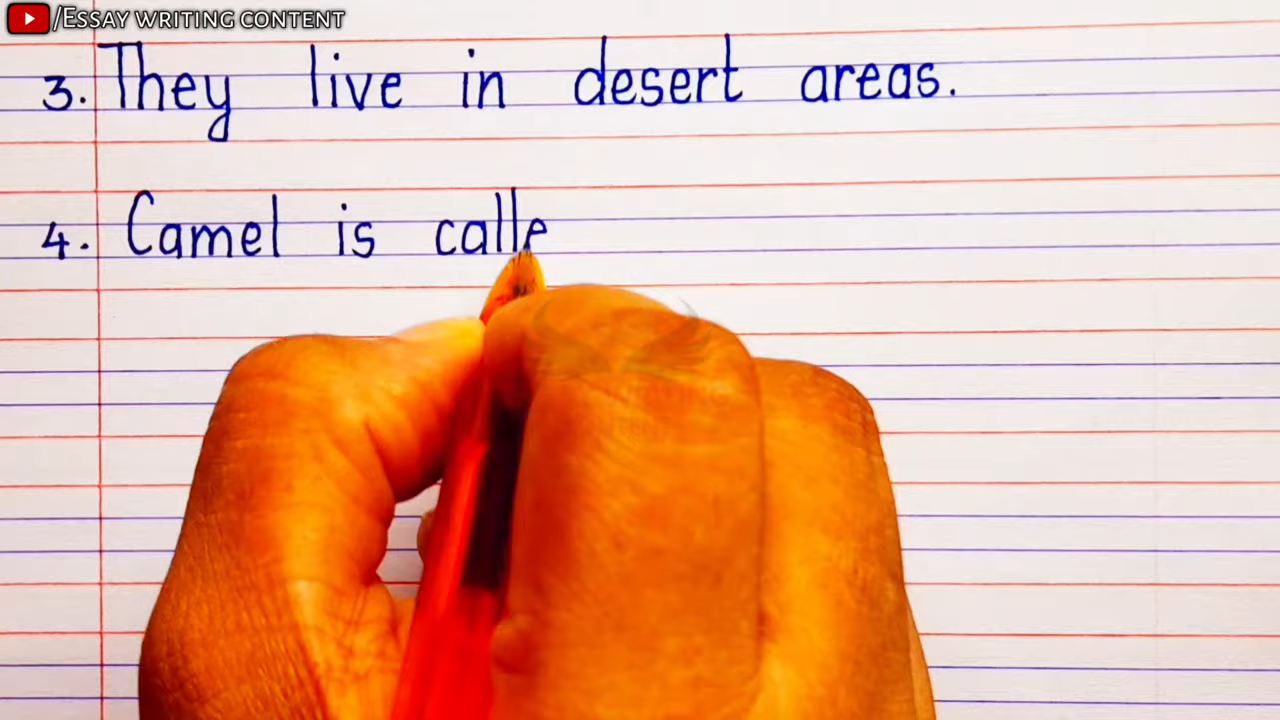 /Essay writing content
3. They live in desert areas.
4. Camel is calle